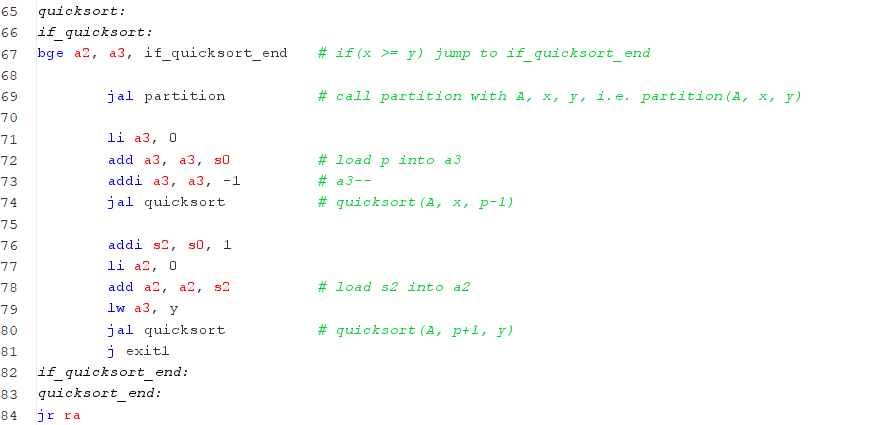 65 quicksort:
66 if_quicksort:
67 bge a2, a3, if_quicksort_end # if(x >= y) jump to if_quicksort_end
68
69 jal partition # call partition with A, x, y, i.e. partition(A, x, y)
70
71 li a3, 0
72 add a3, a3, s0 # load p into a3
73 addi a3, a3, -1 # a3--
74 jal quicksort # quicksort(A, x, p-1)
75
76 addi s2, s0, 1
77 li a2, 0
78 add a2, a2, s2 # load s2 into a2
79 lw a3, y
80 jal quicksort # quicksort(A, p+1, y)
81 j exit1
82 if_quicksort_end:
83 quicksort_end:
84 jr ra